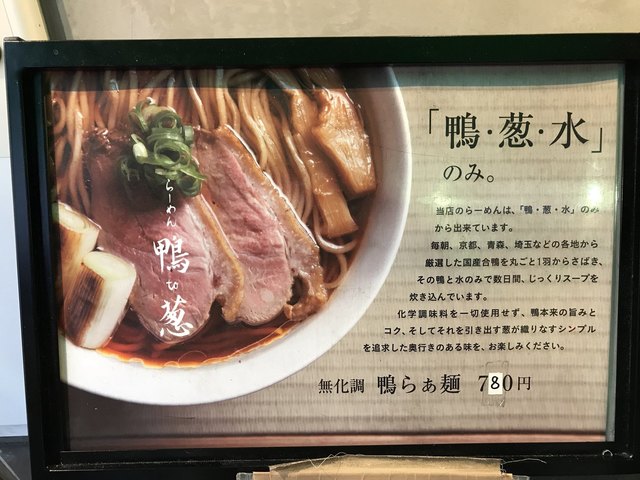 「鴨・葱・水」
のみ。
当店のらーめんは、「鴨・葱・水」のみ
から出来ています。
毎朝、京都、青森、埼玉などの各地から
厳選した国産合鴨を丸ごと1羽からさばき、
その鴨と水のみで数日間、じっくりスープを
炊き込んでいます。
化学調味料を一切使用せず、鴨本来の旨みと
コク、そしてそれを引き出す葱が織りなすシンプル
を追求した奥行きのある味を、お楽しみください。
無化調 鴨らぁ麺 780円
らーめん 鴨to葱